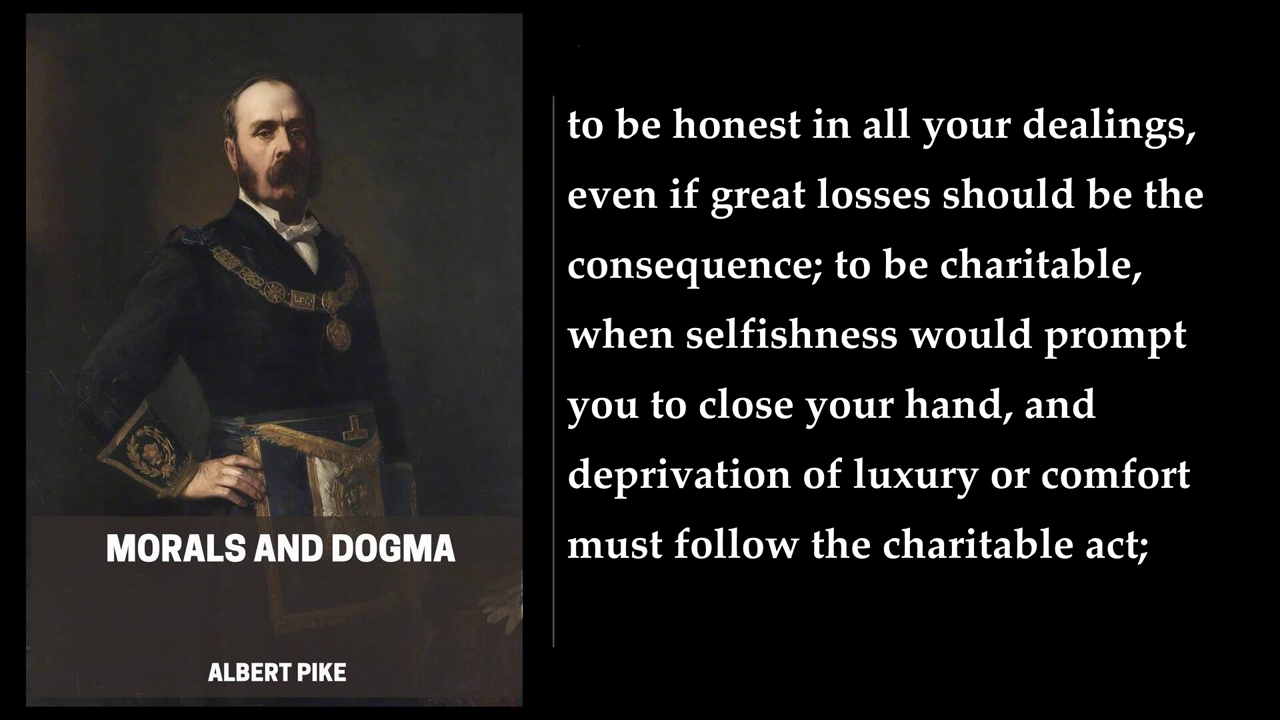 MORALS AND DOGMA
ALBERT PIKE
to be honest in all your dealings,
even if great losses should be the
consequence; to be charitable,
when selfishness would prompt
you to close your hand, and
deprivation of luxury or comfort
must follow the charitable act;